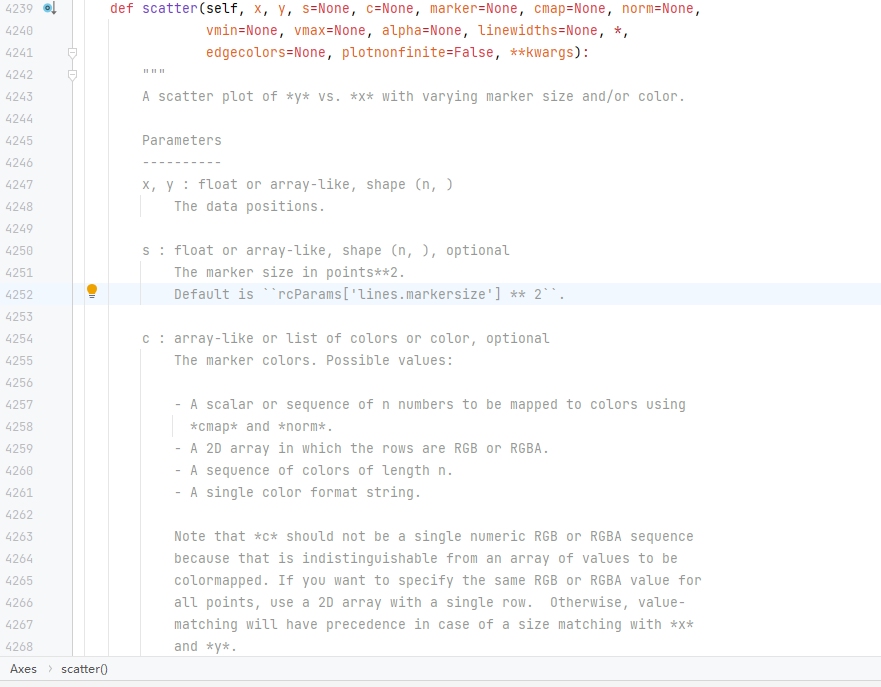 4239 def scatter(self, x, y, s=None, c=None, marker=None, cmap=None, norm=None,
4240 vmin=None, vmax=None, alpha=None, linewidths=None, *,
4241 edgecolors=None, plotnonfinite=False, **kwargs):
4242 """
4243 A scatter plot of *y* vs. *x* with varying marker size and/or color.
4244
4245 Parameters
4246 ----------
4247 x, y : float or array-like, shape (n, )
4248 The data positions.
4249
4250 s : float or array-like, shape (n, ), optional
4251 The marker size in points**2.
4252 Default is ``rcParams['lines.markersize'] ** 2``.
4253
4254 c : array-like or list of colors or color, optional
4255 The marker colors. Possible values:
4256
4257 - A scalar or sequence of n numbers to be mapped to colors using
4258 *cmap* and *norm*.
4259 - A 2D array in which the rows are RGB or RGBA.
4260 - A sequence of colors of length n.
4261 - A single color format string.
4262
4263 Note that *c* should not be a single numeric RGB or RGBA sequence
4264 because that is indistinguishable from an array of values to be
4265 colormapped. If you want to specify the same RGB or RGBA value for
4266 all points, use a 2D array with a single row.  Otherwise, value-
4267 matching will have precedence in case of a size matching with *x*
4268 and *y*.
Axes > scatter()